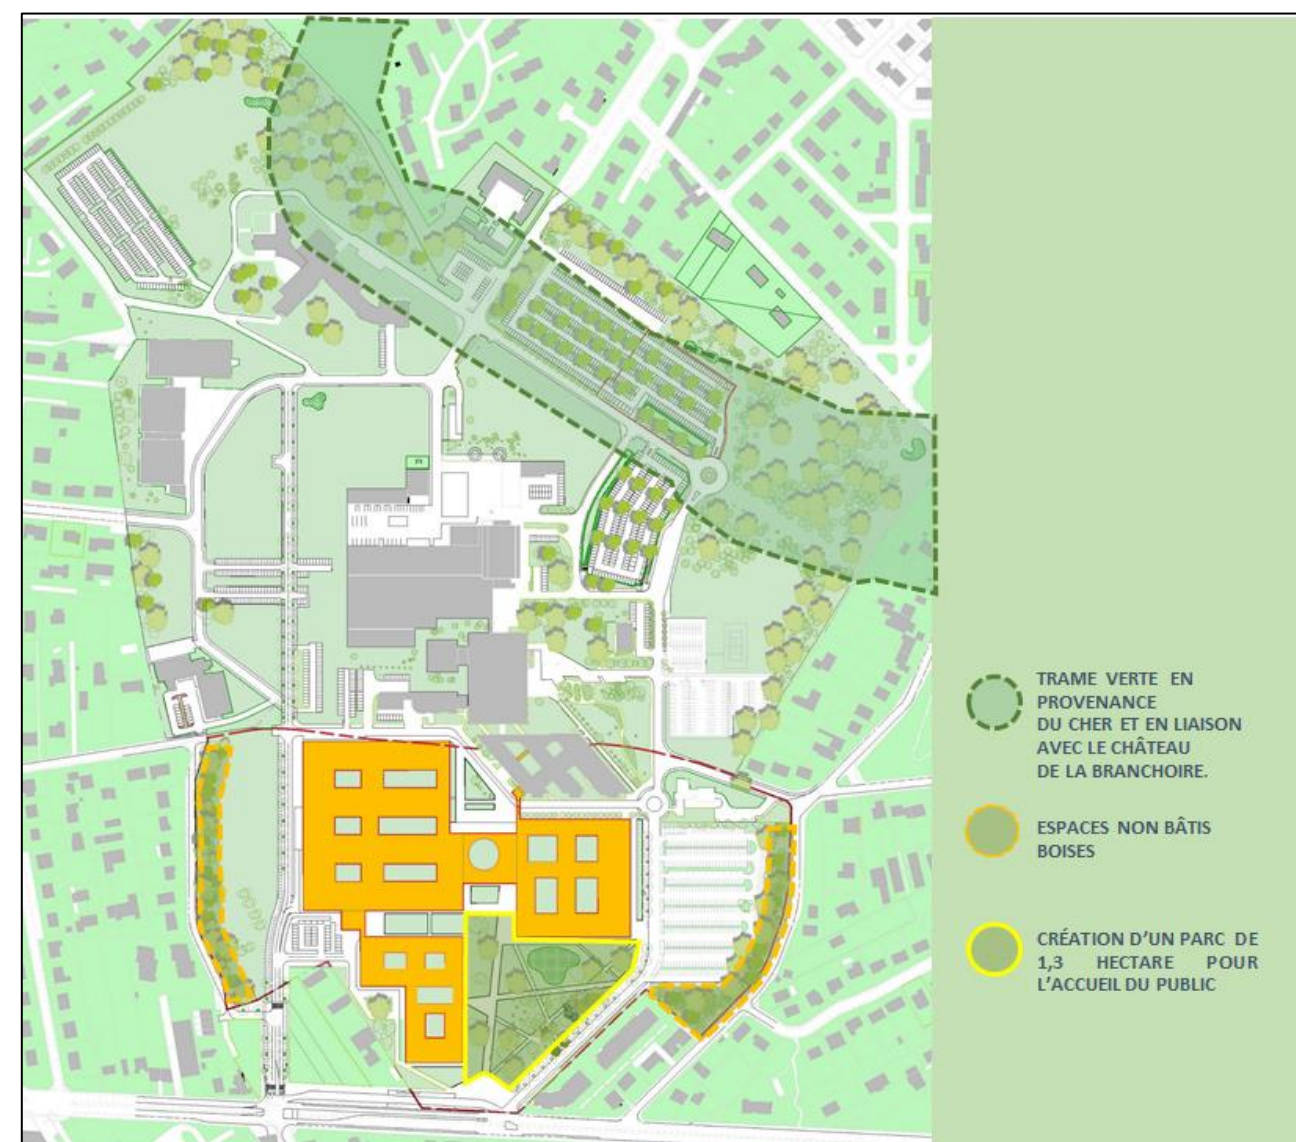 TRAME VERTE EN
PROVENANCE
DU CHER ET EN LIAISON
AVEC LE CHÂTEAU
DE LA BRANCHOIRE.
ESPACES NON BÂTIS
BOISES
CRÉATION D'UN PARC DE
1,3 HECTARE POUR
L'ACCUEIL DU PUBLIC